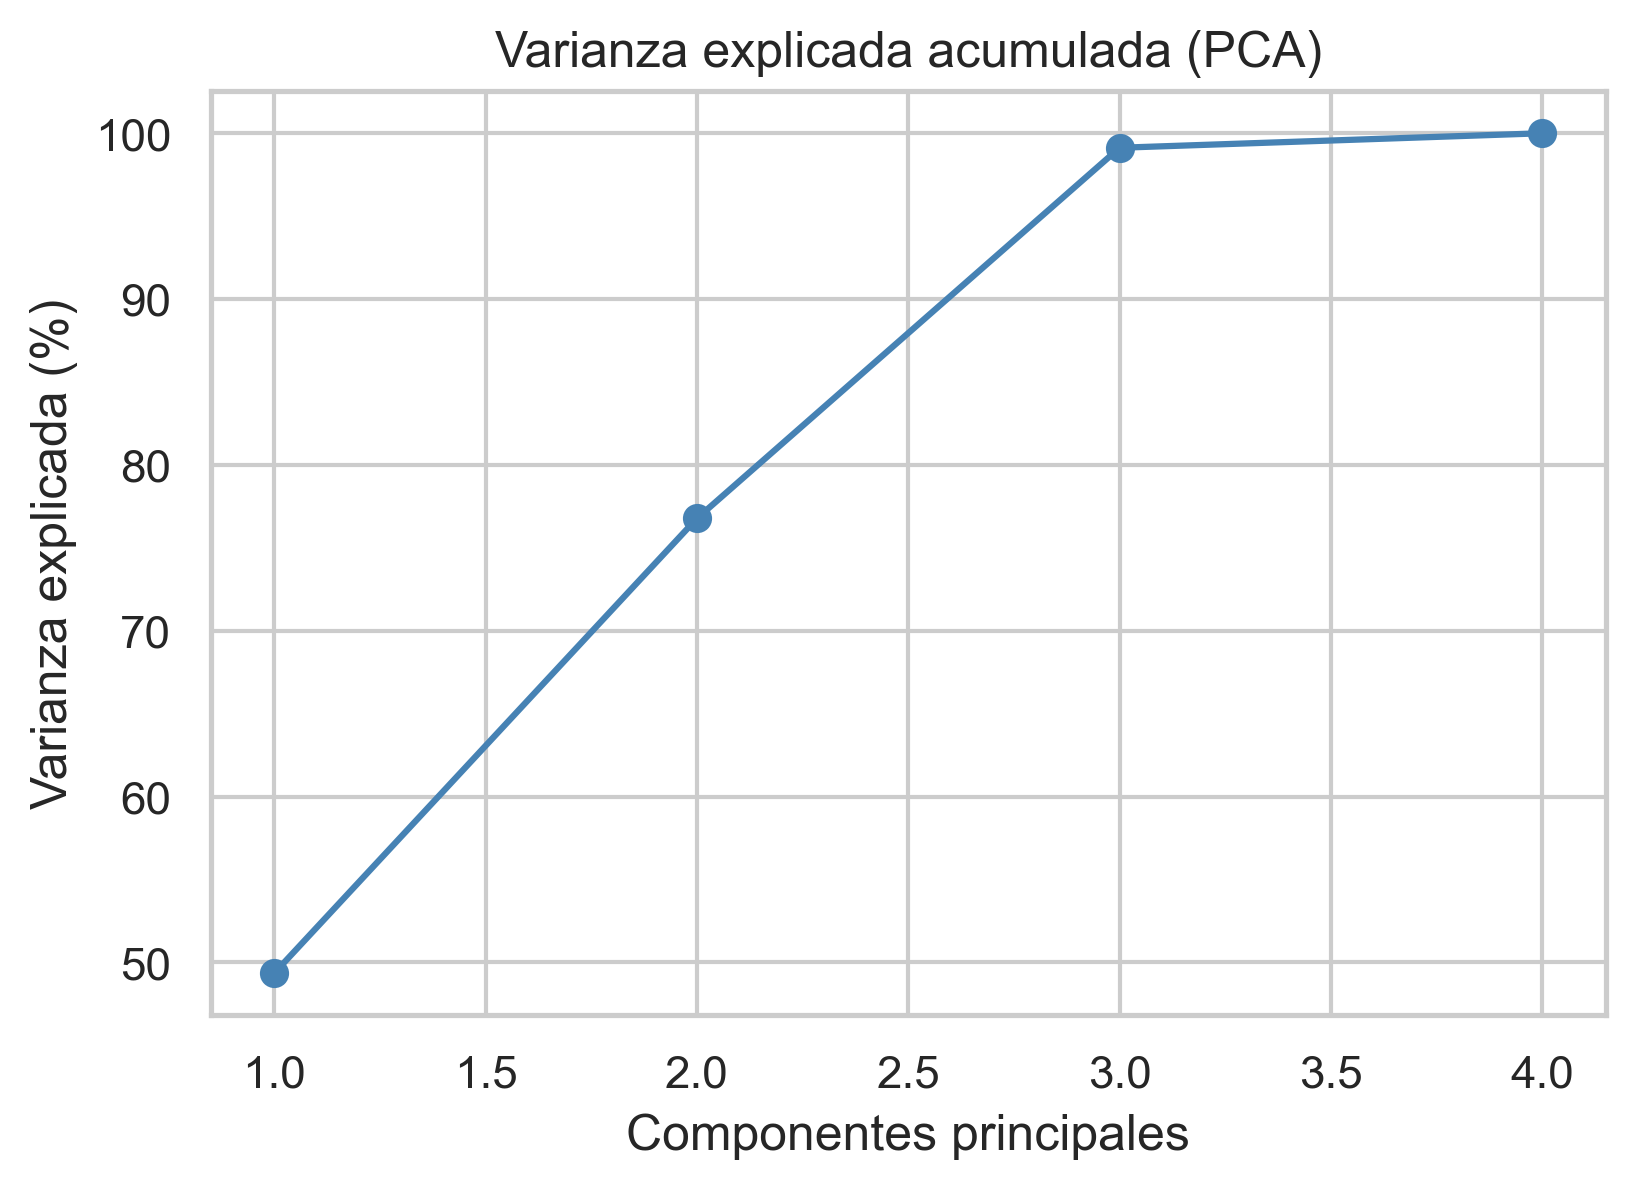 Varianza explicada acumulada (PCA)
Varianza explicada (%)
100
90
80
70
60
50
1.0 1.5 2.0 2.5 3.0 3.5 4.0
Componentes principales